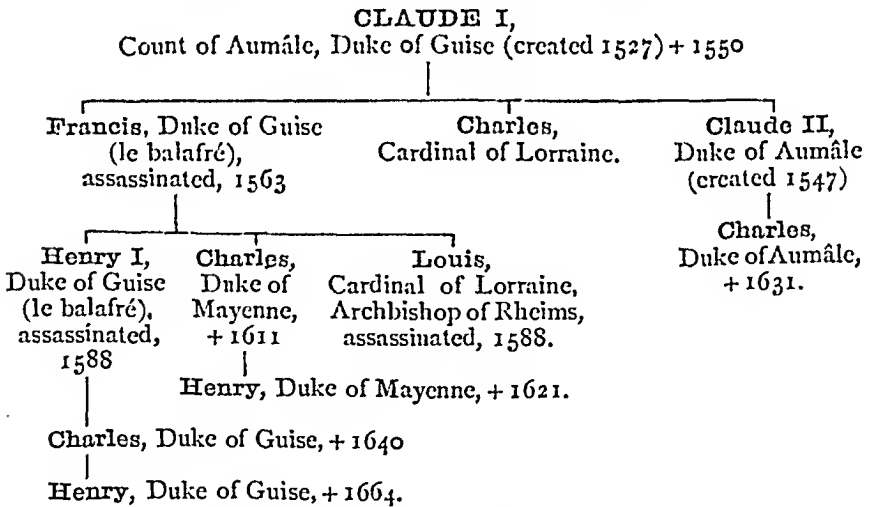 CLAUDE I,
Count of Aumâle, Duke of Guise (created 1527) + 1550
Francis, Duke of Guise
(le balafré),
assassinated, 1563
Charles,
Cardinal of Lorraine.
Claude II,
Duke of Aumâle
(created 1547)
Charles,
Duke of Aumâle,
+ 1631.
Henry I,
Duke of Guise
(le balafré),
assassinated,
1588
Charles,
Duke of
Mayenne,
+ 1611
Louis,
Cardinal of Lorraine,
Archbishop of Rheims,
assassinated, 1588.
Henry, Duke of Mayenne, + 1621.
Charles, Duke of Guise, + 1640
Henry, Duke of Guise, + 1664.